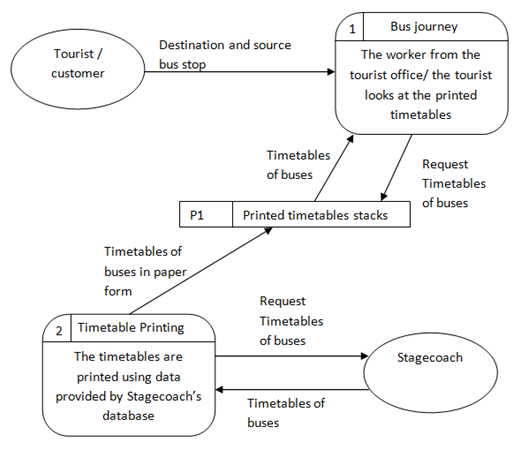 Tourist /
customer
Destination and source
bus stop
1
Bus journey
The worker from the
tourist office/ the tourist
looks at the printed
timetables
Timetables
of buses
Request
Timetables
of buses
P1
Printed timetables stacks
Timetables of
buses in paper
form
2
Timetable Printing
The timetables are
printed using data
provided by Stagecoach's
database
Request
Timetables
of buses
Stagecoach
Timetables of
buses